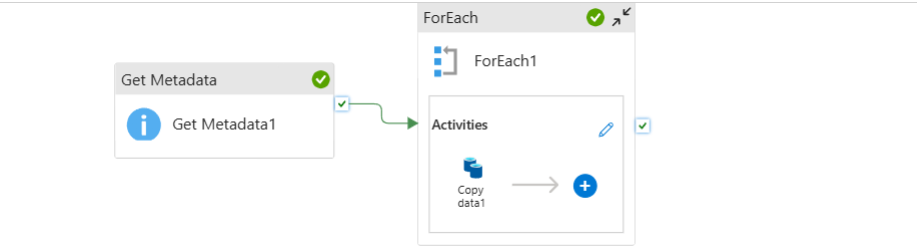 Get Metadata
Get Metadata1
ForEach
ForEach1
Activities
Copy
data1